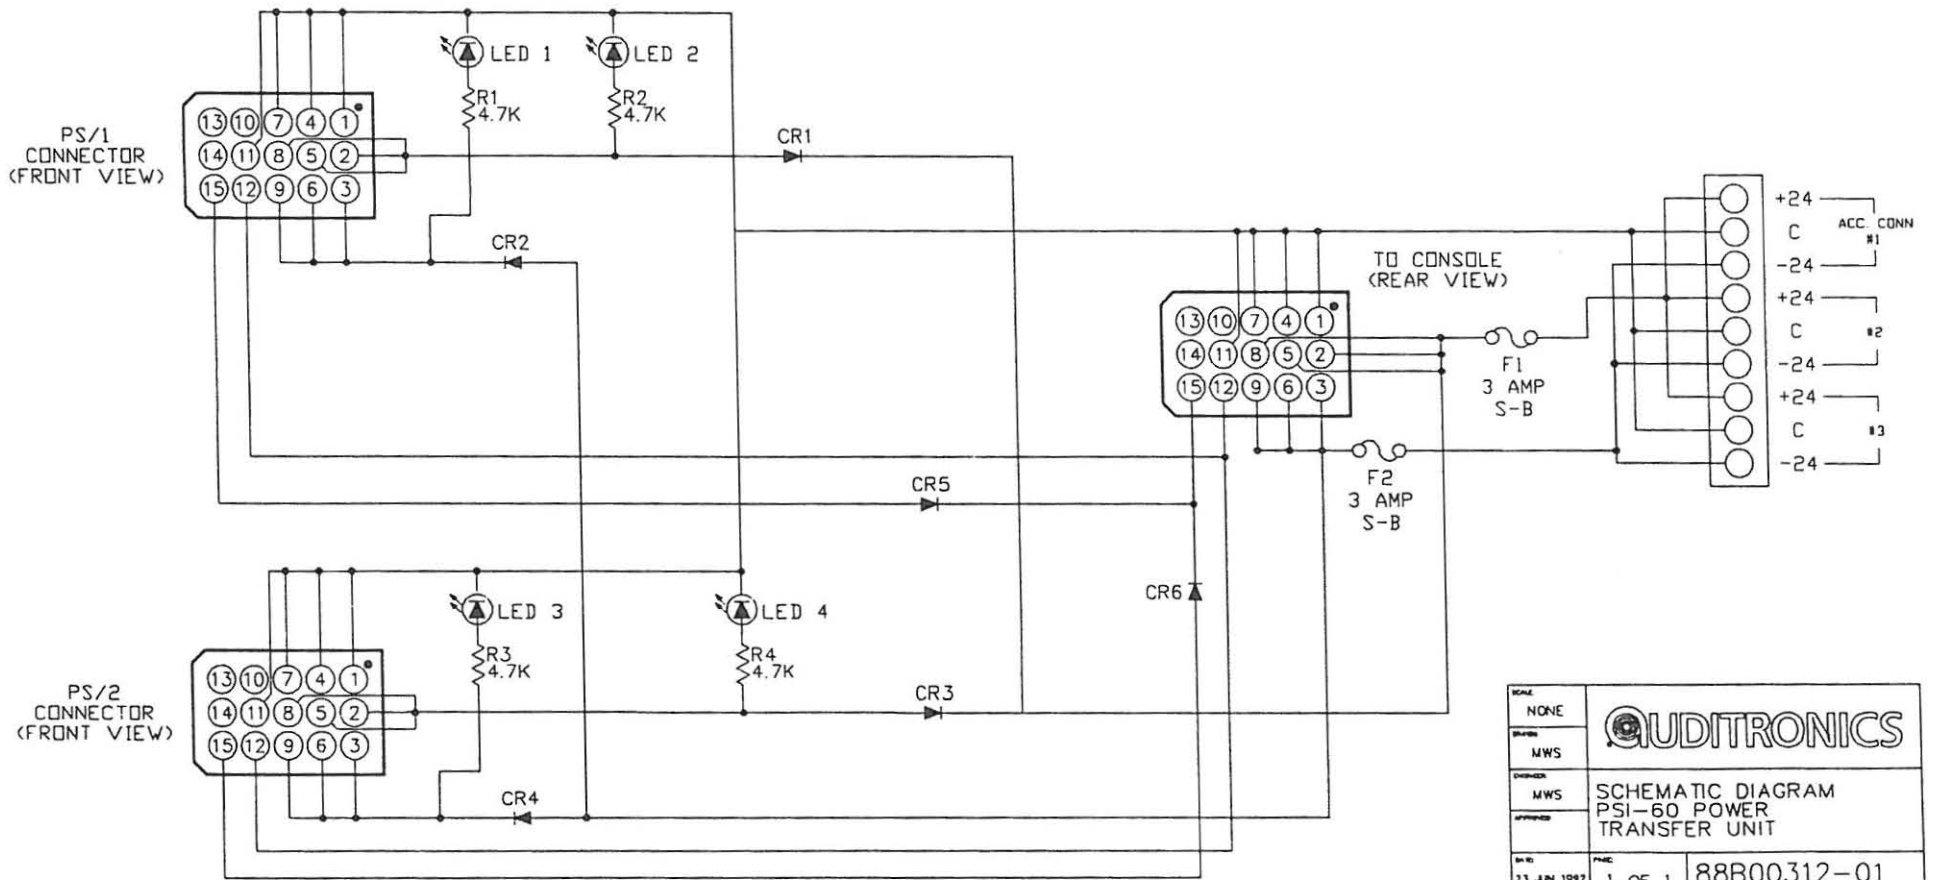 LED 1
LED 2
R1
4.7K
R2
4.7K
PS/1
CONNECTOR
(FRONT VIEW)
13 10 7 4 1
14 11 8 5 2
15 12 9 6 3
CR1
CR2
TO CONSOLE
(REAR VIEW)
13 10 7 4 1
14 11 8 5 2
15 12 9 6 3
F1
3 AMP
S-B
F2
3 AMP
S-B
+24
C
-24
ACC. CONN
#1
+24
C
-24
#2
+24
C
-24
#3
CR5
CR6
LED 3
LED 4
R3
4.7K
R4
4.7K
PS/2
CONNECTOR
(FRONT VIEW)
13 10 7 4 1
14 11 8 5 2
15 12 9 6 3
CR3
CR4
SCALE
NONE
AUDITRONICS
MWS
ENGINEER
MWS
SCHEMATIC DIAGRAM
PSI-60 POWER
TRANSFER UNIT
1 OF 1
88B00312-01